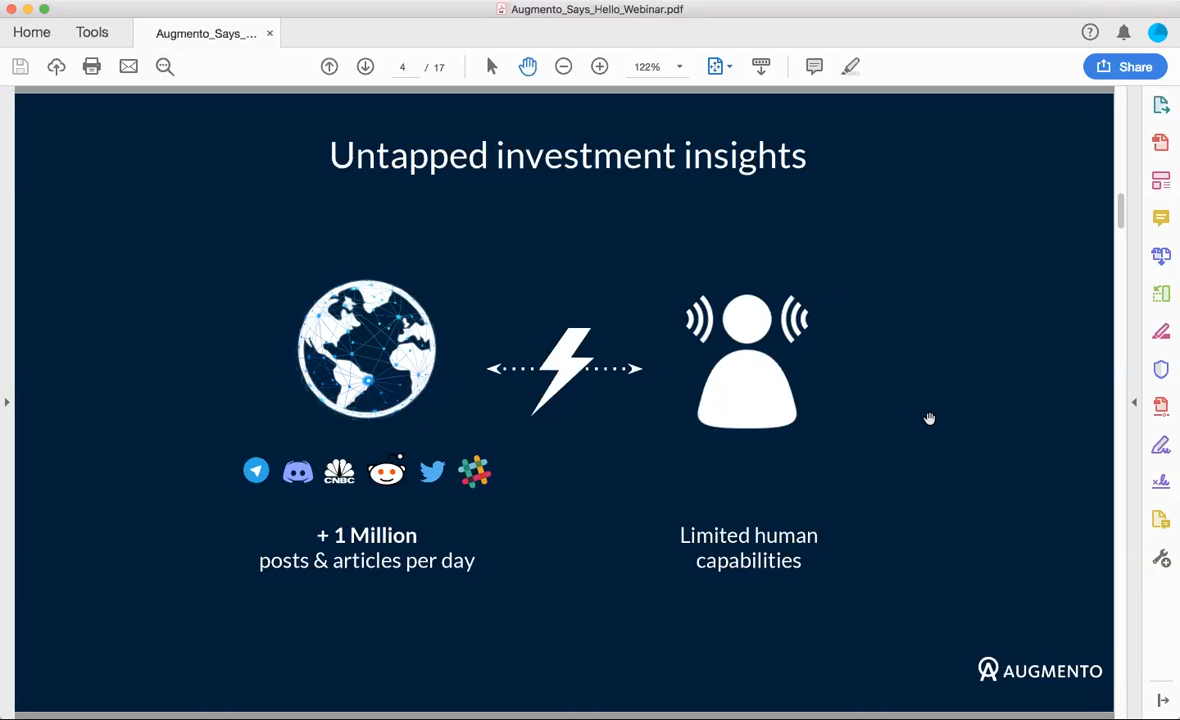 Augmento_Says_Hello_Webinar.pdf
Home
Tools
Augmento_Says_...
4 / 17
122%
Share
Untapped investment insights
CNBC
+ 1 Million
posts & articles per day
Limited human
capabilities
AUGMENTO